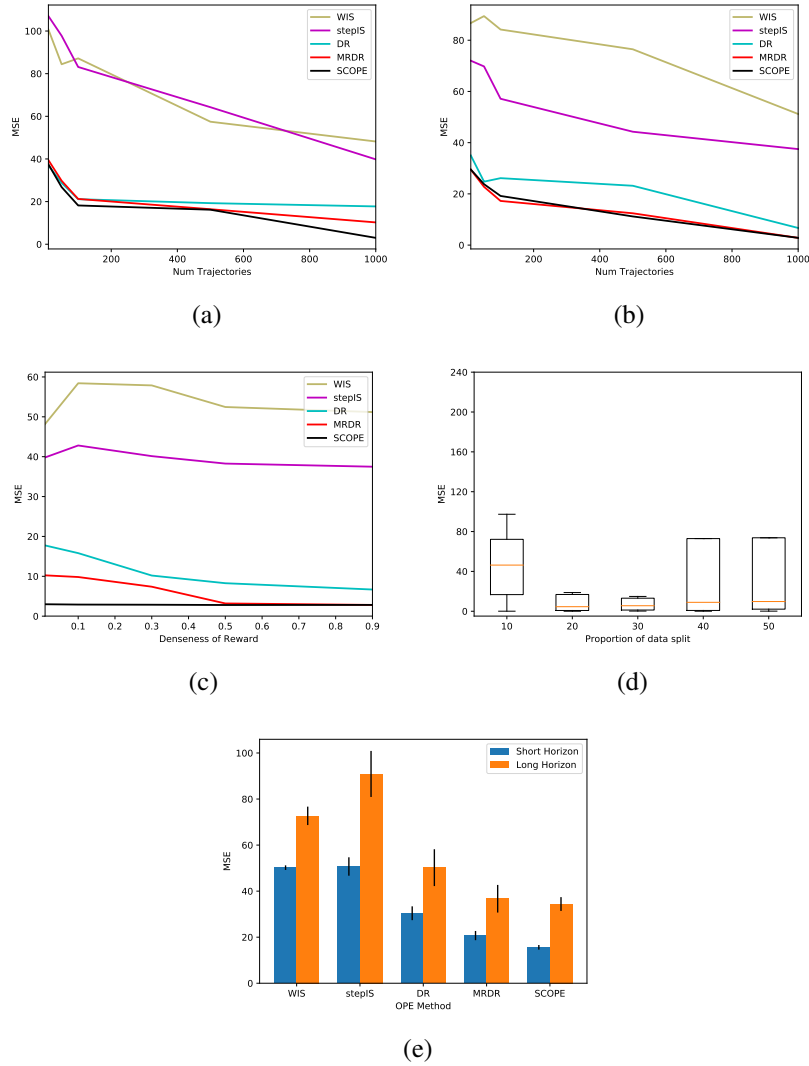 WIS
stepIS
DR
MRDR
SCOPE
100
80
60
40
20
0
MSE
200
400
600
800
1000
Num Trajectories
(a)
WIS
stepIS
DR
MRDR
SCOPE
80
60
40
20
0
MSE
200
400
600
800
1000
Num Trajectories
(b)
WIS
stepIS
DR
MRDR
SCOPE
60
50
40
30
20
10
0
MSE
0.1
0.2
0.3
0.4
0.5
0.6
0.7
0.8
0.9
Denseness of Reward
(c)
240
200
160
120
80
40
0
MSE
10
20
30
40
50
Proportion of data split
(d)
Short Horizon
Long Horizon
100
80
60
40
20
0
MSE
WIS
stepIS
DR
MRDR
SCOPE
OPE Method
(e)